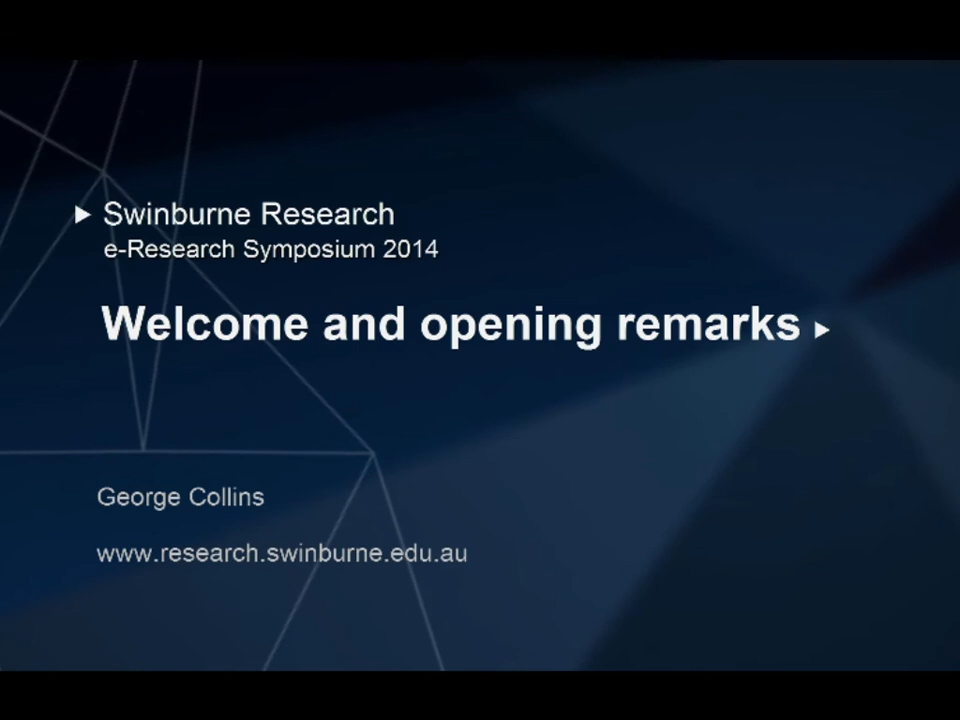 Swinburne Research
e-Research Symposium 2014
Welcome and opening remarks
George Collins
www.research.swinburne.edu.au